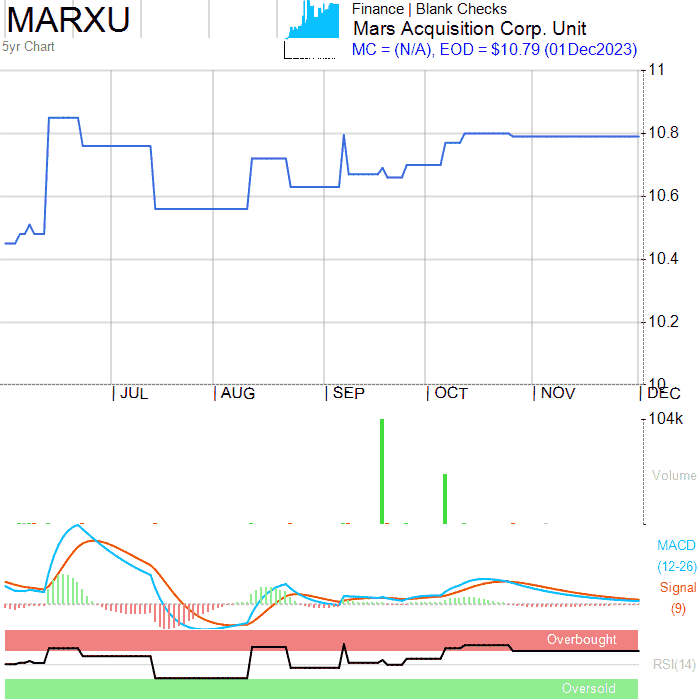 MARXU
5yr Chart
Finance | Blank Checks
Mars Acquisition Corp. Unit
MC = (N/A), EOD = $10.79 (01Dec2023)
11
10.8
10.6
10.4
10.2
10
JUL
AUG
SEP
OCT
NOV
DEC
104k
Volume
MACD
(12-26)
Signal
(9)
Overbought
RSI(14)
Oversold